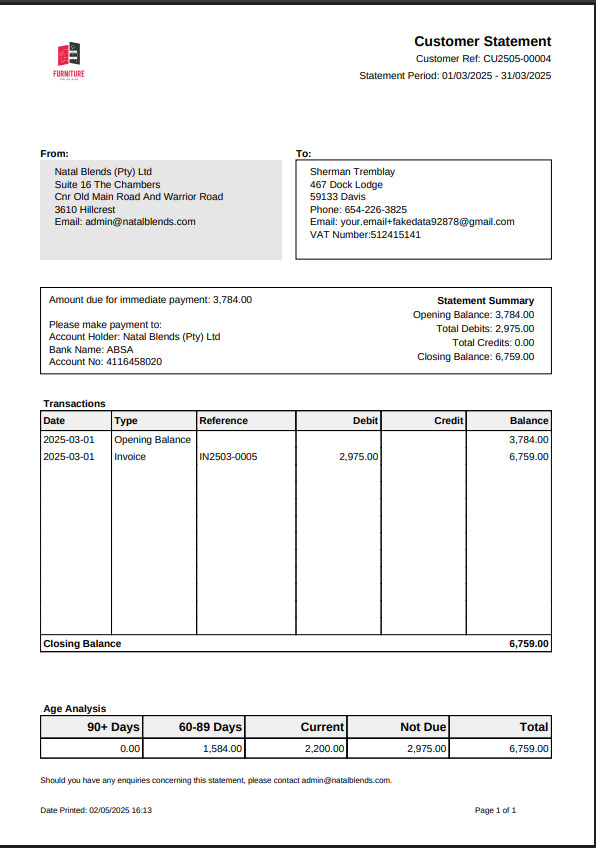 Customer Statement
Customer Ref: CU2505-00004
Statement Period: 01/03/2025 - 31/03/2025
FURNITURE
From:
Natal Blends (Pty) Ltd
Suite 16 The Chambers
Cnr Old Main Road And Warrior Road
3610 Hillcrest
Email: admin@natalblends.com
To:
Sherman Tremblay
467 Dock Lodge
59133 Davis
Phone: 654-226-3825
Email: your.email+fakedata92878@gmail.com
VAT Number:512415141
Amount due for immediate payment: 3,784.00
Please make payment to:
Account Holder: Natal Blends (Pty) Ltd
Bank Name: ABSA
Account No: 4116458020
Statement Summary
Opening Balance: 3,784.00
Total Debits: 2,975.00
Total Credits: 0.00
Closing Balance: 6,759.00
Transactions
Date Type Reference Debit Credit Balance
2025-03-01 Opening Balance 3,784.00
2025-03-01 Invoice IN2503-0005 2,975.00 6,759.00
Closing Balance 6,759.00
Age Analysis
90+ Days 60-89 Days Current Not Due Total
0.00 1,584.00 2,200.00 2,975.00 6,759.00
Should you have any enquiries concerning this statement, please contact admin@natalblends.com.
Date Printed: 02/05/2025 16:13 Page 1 of 1